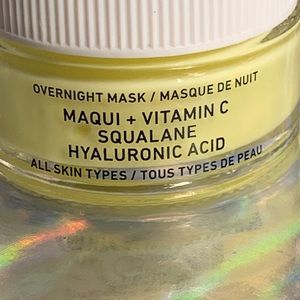 OVERNIGHT MASK / MASQUE DE NUIT
MAQUI + VITAMIN C
SQUALANE
HYALURONIC ACID
ALL SKIN TYPES / TOUS TYPES DE PEAU